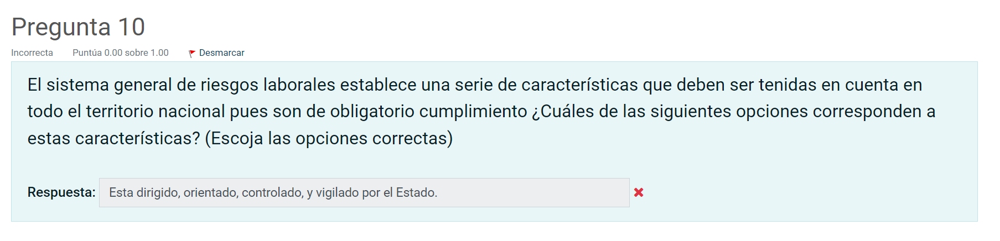 Pregunta 10
Incorrecta Puntúa 0.00 sobre 1.00 Desmarcar
El sistema general de riesgos laborales establece una serie de características que deben ser tenidas en cuenta en
todo el territorio nacional pues son de obligatorio cumplimiento ¿Cuáles de las siguientes opciones corresponden a
estas características? (Escoja las opciones correctas)
Respuesta: Esta dirigido, orientado, controlado, y vigilado por el Estado.